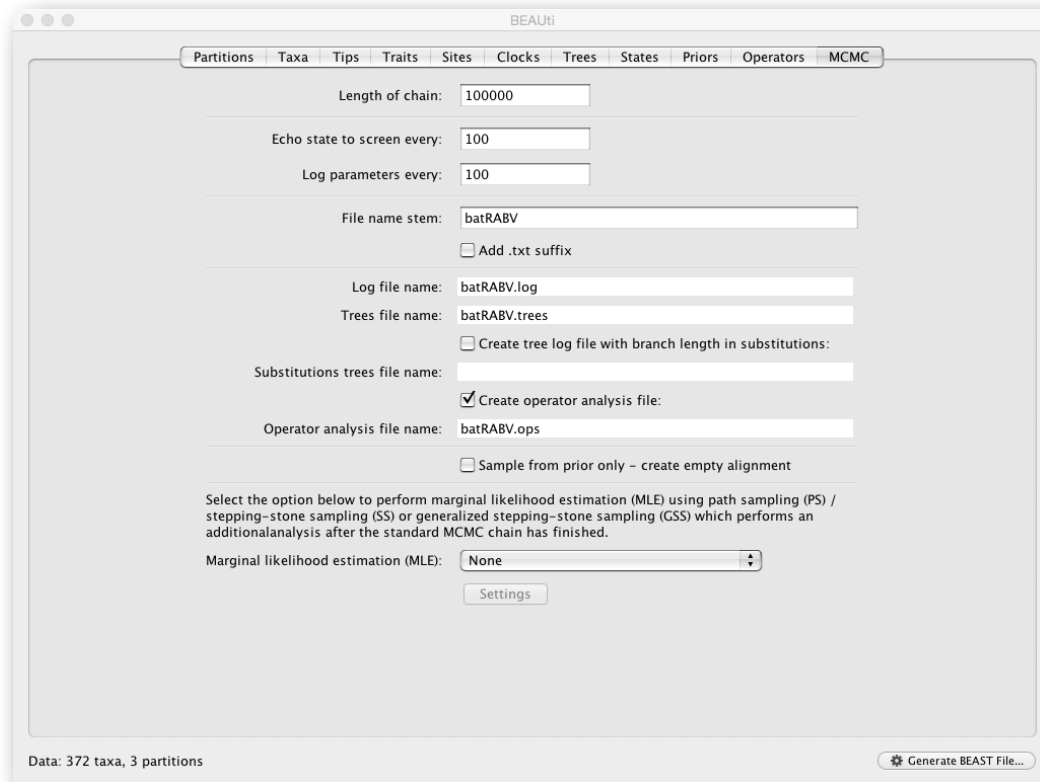 BEAUti
Partitions Taxa Tips Traits Sites Clocks Trees States Priors Operators MCMC
Length of chain: 100000
Echo state to screen every: 100
Log parameters every: 100
File name stem: batRABV
Add .txt suffix
Log file name: batRABV.log
Trees file name: batRABV.trees
Create tree log file with branch length in substitutions:
Substitutions trees file name:
Create operator analysis file:
Operator analysis file name: batRABV.ops
Sample from prior only - create empty alignment
Select the option below to perform marginal likelihood estimation (MLE) using path sampling (PS) /
stepping-stone sampling (SS) or generalized stepping-stone sampling (GSS) which performs an
additionalanalysis after the standard MCMC chain has finished.
Marginal likelihood estimation (MLE): None
Settings
Data: 372 taxa, 3 partitions Generate BEAST File...